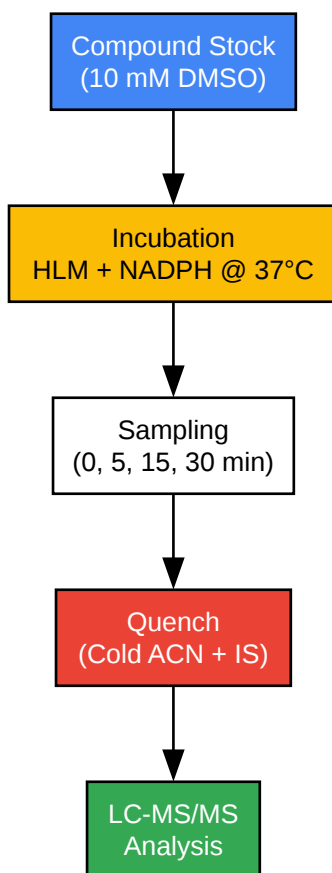 Compound Stock
(10 mM DMSO)
Incubation
HLM + NADPH @ 37°C
Sampling
(0, 5, 15, 30 min)
Quench
(Cold ACN + IS)
LC-MS/MS
Analysis